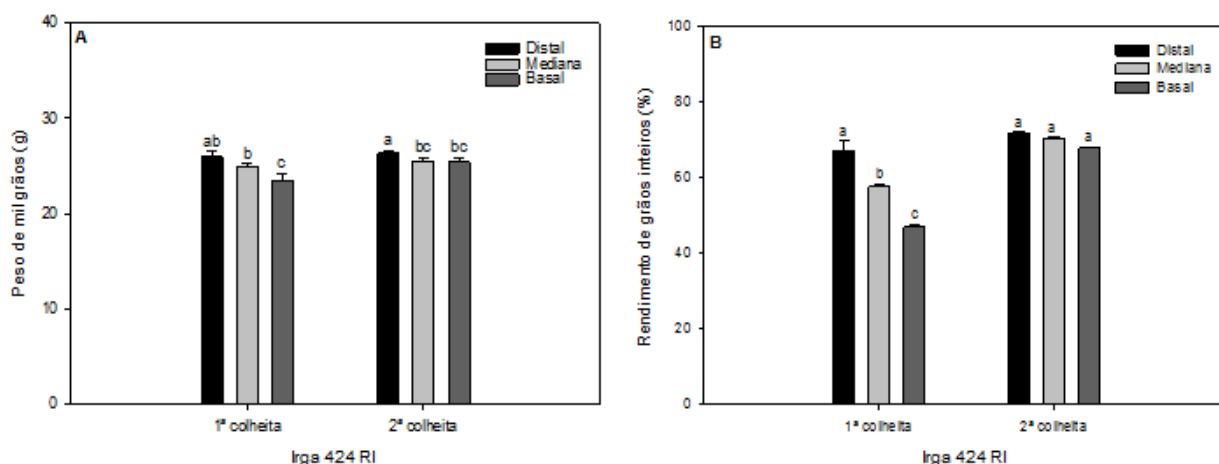 A
Peso de mil grãos (g)
40
30
20
10
0
Distal
Mediana
Basal
ab
b
c
a
bc
bc
1ª colheita
2ª colheita
Irga 424 RI
B
Rendimento de grãos inteiros (%)
100
80
60
40
20
0
Distal
Mediana
Basal
a
b
c
a
a
a
1ª colheita
2ª colheita
Irga 424 RI